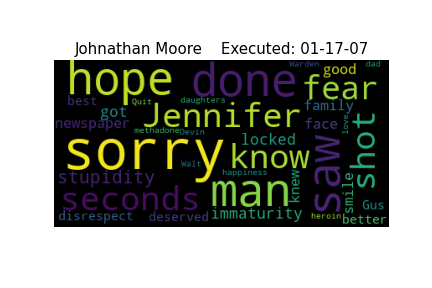 Johnathan Moore    Executed: 01-17-07
Warden dad
hope done good
fear
best Quit daughters family
got Jennifer
newspaper methadone Devin face love
sorry locked shot
know saw
Walt
stupidity man happiness knew smile
seconds Gus
disrespect deserved immaturity heroin better